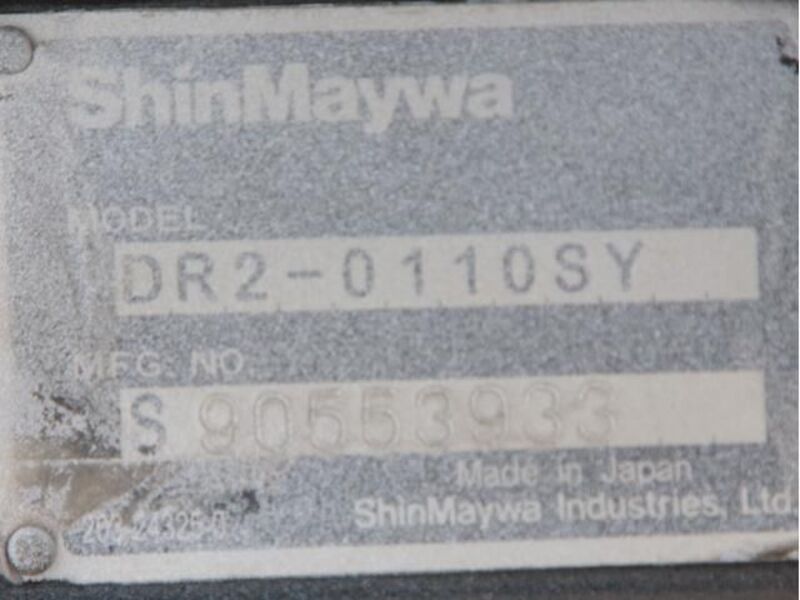 ShinMaywa
MODEL
DR2-0110SY
MFG. NO.
S 90553933
Made in Japan
ShinMaywa Industries, Ltd.